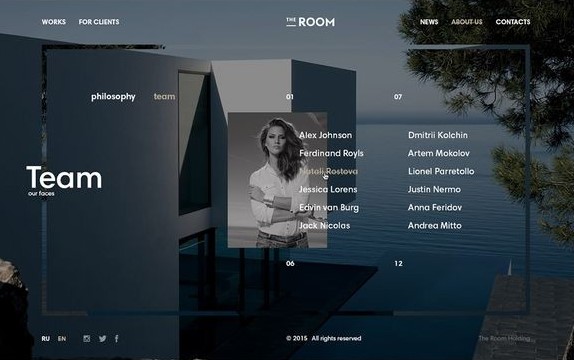 WORKS FOR CLIENTS THE ROOM NEWS ABOUT US CONTACTS
philosophy team 01 07
Alex Johnson Dmitrii Kolchin
Ferdinand Royls Artem Mokolov
Natali Rostova Lionel Parretollo
Jessica Lorens Justin Nermo
Edvin van Burg Anna Feridov
Jack Nicolas Andrea Mitto
Team
our faces
06 12
RU EN © 2015 All rights reserved The Room Holding